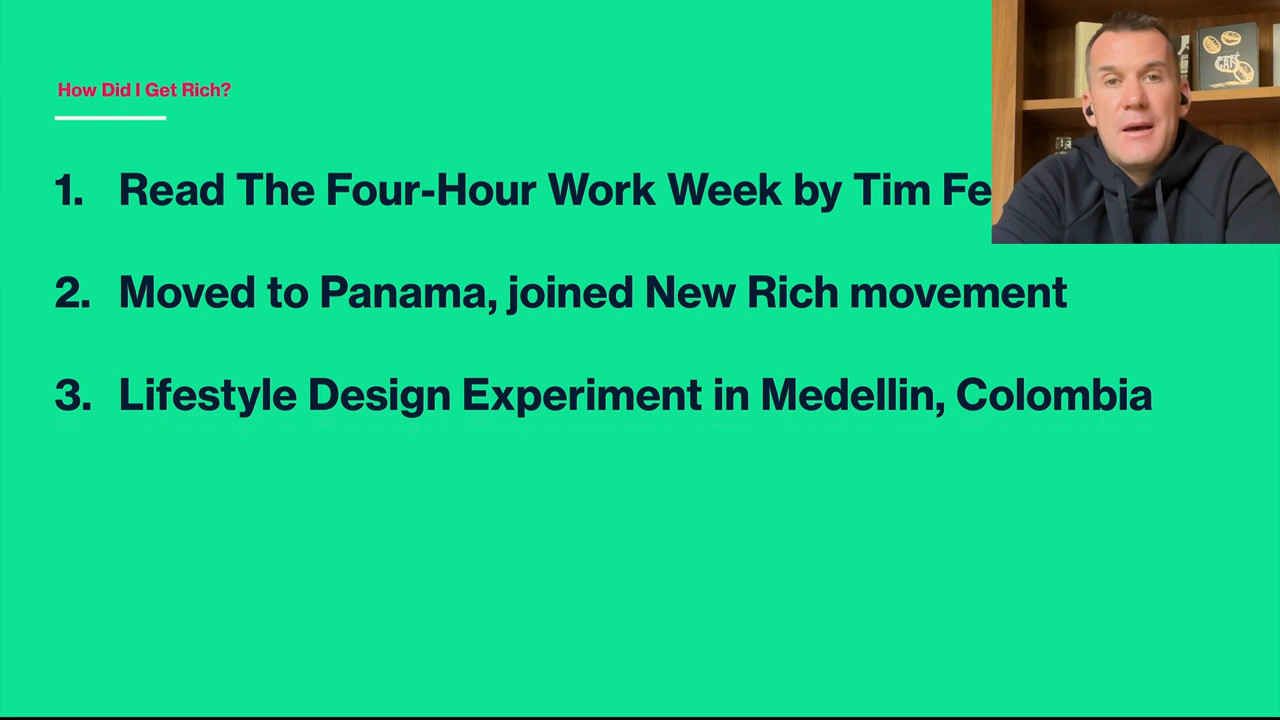 How Did I Get Rich?
1. Read The Four-Hour Work Week by Tim Fe
2. Moved to Panama, joined New Rich movement
3. Lifestyle Design Experiment in Medellin, Colombia
CAFÉ